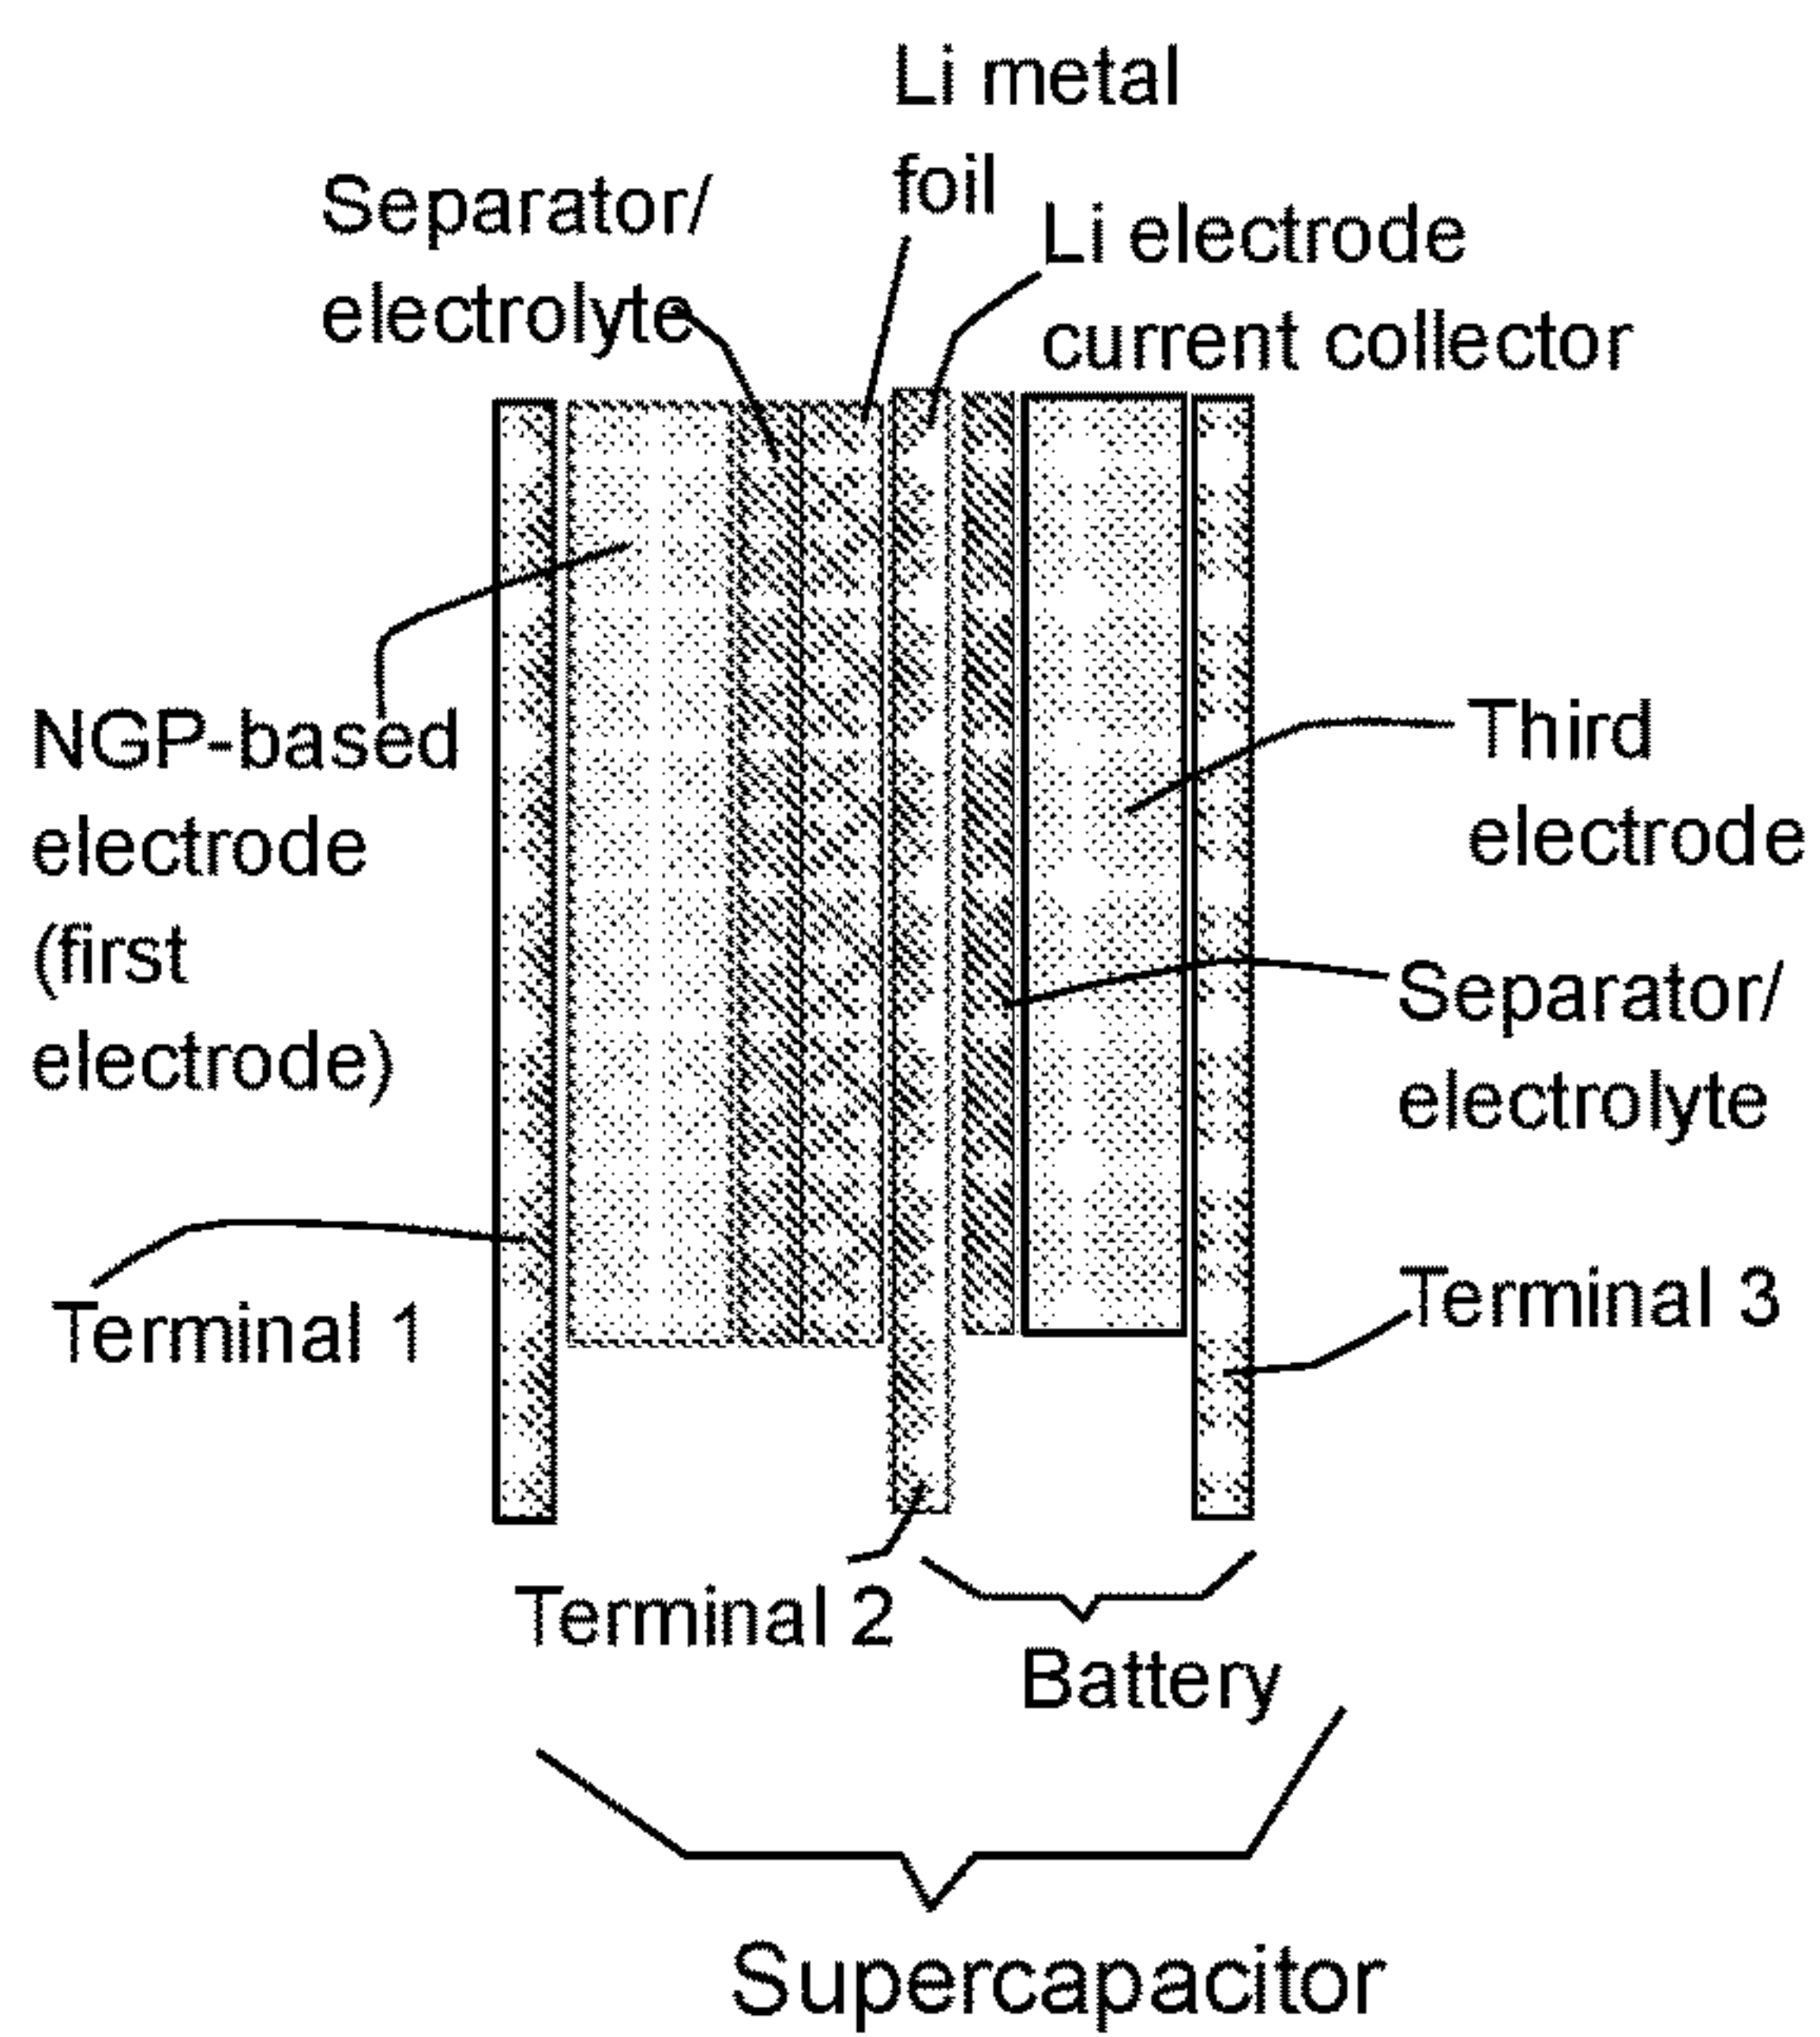 Li metal
foil
Separator/
electrolyte
Li electrode
current collector
NGP-based
electrode
(first
electrode)
Third
electrode
Separator/
electrolyte
Terminal 1
Terminal 3
Terminal 2
Battery
Supercapacitor